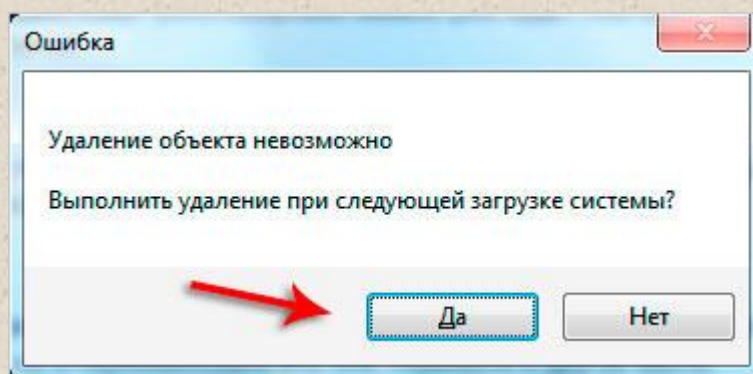 Ошибка
Удаление объекта невозможно
Выполнить удаление при следующей загрузке системы?
Да
Нет